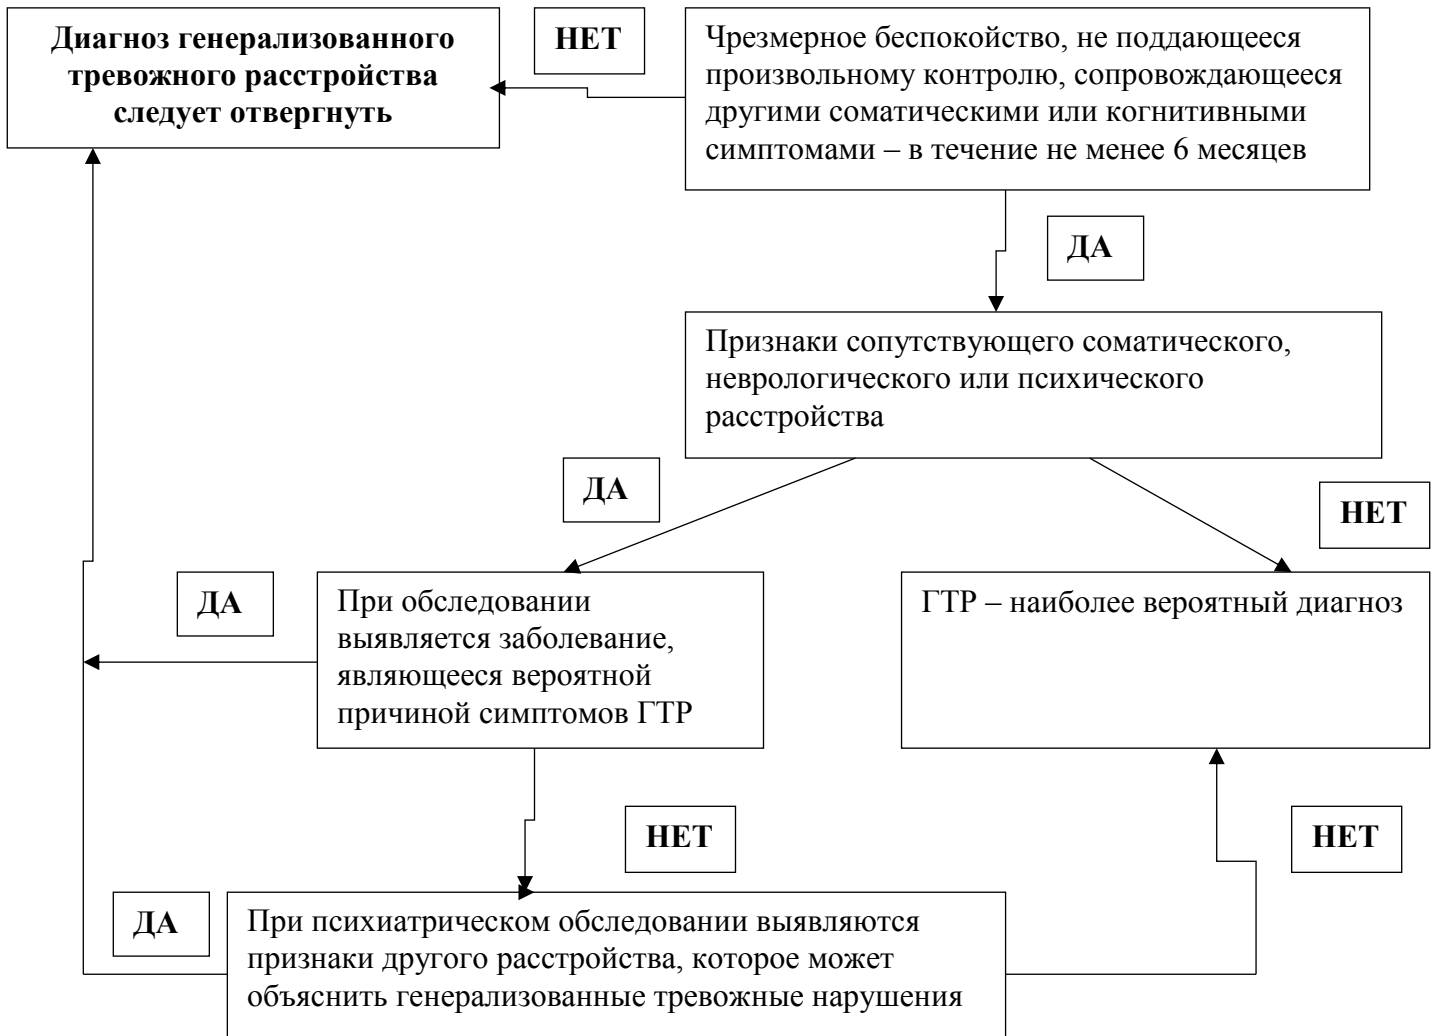 Диагноз генерализованного
тревожного расстройства
следует отвергнуть
НЕТ
Чрезмерное беспокойство, не поддающееся
произвольному контролю, сопровождающееся
другими соматическими или когнитивными
симптомами – в течение не менее 6 месяцев
ДА
Признаки сопутствующего соматического,
неврологического или психического
расстройства
ДА
НЕТ
ДА
При обследовании
выявляется заболевание,
являющееся вероятной
причиной симптомов ГТР
ГТР – наиболее вероятный диагноз
НЕТ
НЕТ
ДА
При психиатрическом обследовании выявляются
признаки другого расстройства, которое может
объяснить генерализованные тревожные нарушения